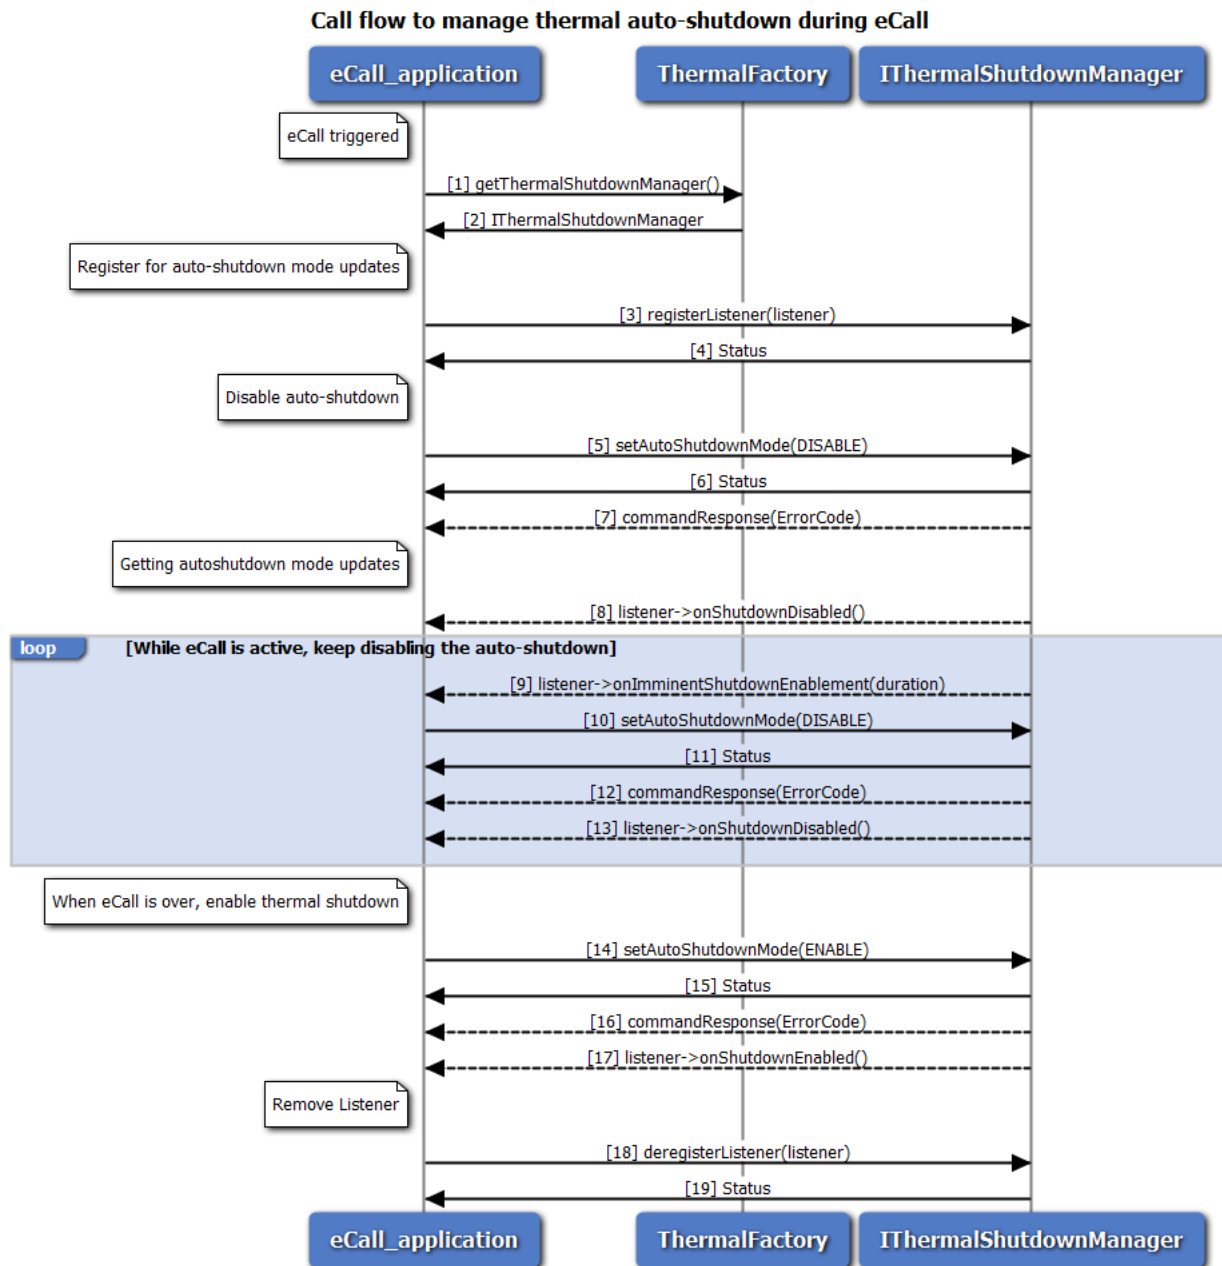 Call flow to manage thermal auto-shutdown during eCall
eCall_application
ThermalFactory
IThermalShutdownManager
eCall triggered
[1] getThermalShutdownManager()
[2] IThermalShutdownManager
Register for auto-shutdown mode updates
[3] registerListener(listener)
[4] Status
Disable auto-shutdown
[5] setAutoShutdownMode(DISABLE)
[6] Status
[7] commandResponse(ErrorCode)
Getting autoshutdown mode updates
[8] listener->onShutdownDisabled()
loop
[While eCall is active, keep disabling the auto-shutdown]
[9] listener->onImminentShutdownEnablement(duration)
[10] setAutoShutdownMode(DISABLE)
[11] Status
[12] commandResponse(ErrorCode)
[13] listener->onShutdownDisabled()
When eCall is over, enable thermal shutdown
[14] setAutoShutdownMode(ENABLE)
[15] Status
[16] commandResponse(ErrorCode)
[17] listener->onShutdownEnabled()
Remove Listener
[18] deregisterListener(listener)
[19] Status
eCall_application
ThermalFactory
IThermalShutdownManager